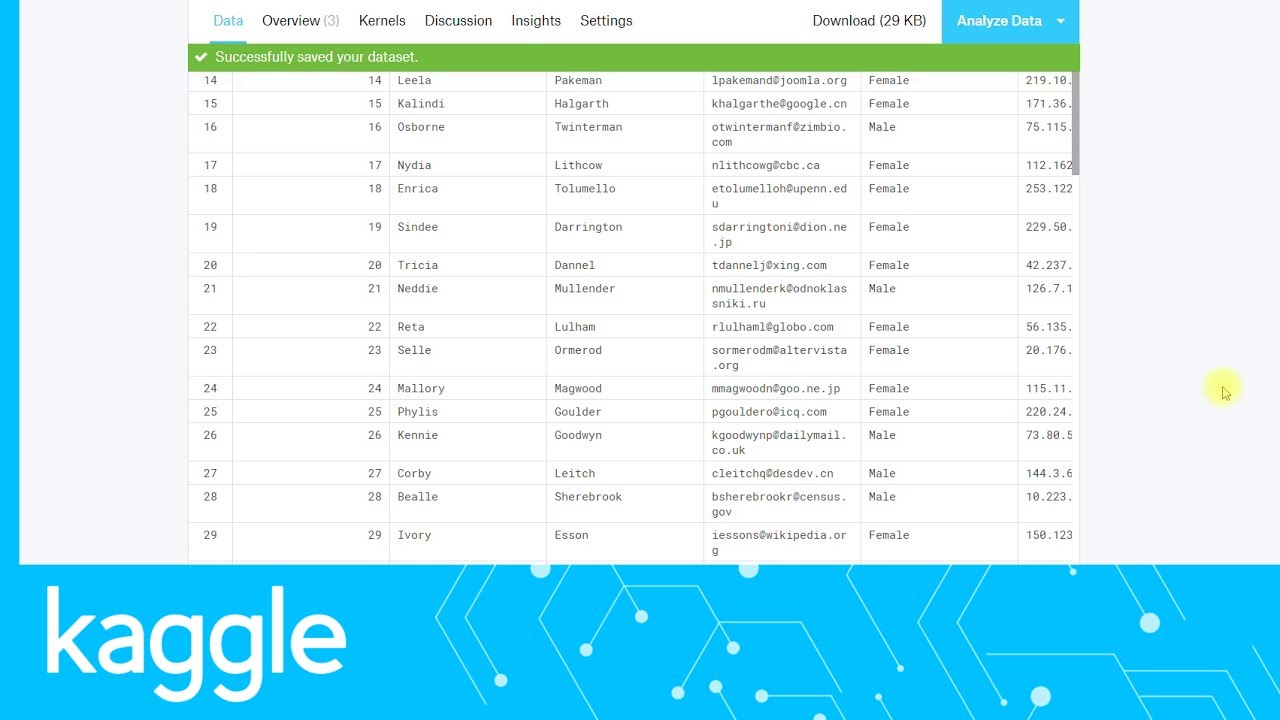 Data Overview (3) Kernels Discussion Insights Settings Download (29 KB) Analyze Data
Successfully saved your dataset.
14 14 Leela Pakeman lpakemand@joomla.org Female 219.10.
15 15 Kalindi Halgarth khalgarthe@google.cn Female 171.36.
16 16 Osborne Twinterman otwintermanf@zimbio. Male 75.115.
com
17 17 Nydia Lithcow nlithcowg@cbc.ca Female 112.162
18 18 Enrica Tolumello etolumelloh@upenn.ed Female 253.122
u
19 19 Sindee Darrington sdarringtoni@dion.ne Female 229.50.
.jp
20 20 Tricia Dannel tdannelj@xing.com Female 42.237.
21 21 Neddie Mullender nmullenderk@odnoklas Male 126.7.1
sniki.ru
22 22 Reta Lulham rlulhaml@globo.com Female 56.135.
23 23 Selle Ormerod sormerodm@altervista Female 20.176.
.org
24 24 Mallory Magwood mmagwoodn@goo.ne.jp Female 115.11.
25 25 Phylis Goulder pgouldero@icq.com Female 220.24.
26 26 Kennie Goodwyn kgoodwynp@dailymail. Male 73.80.5
co.uk
27 27 Corby Leitch cleitchq@desdev.cn Male 144.3.6
28 28 Bealle Sherebrook bsherebrookr@census. Male 10.223.
gov
29 29 Ivory Esson iessons@wikipedia.or Female 150.123
g
kaggle